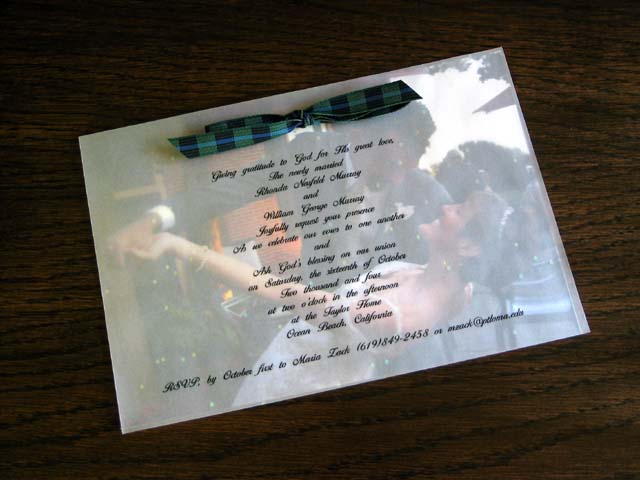 Giving gratitude to God for His great love,
The newly married
Rhonda Neufeld Murray
and
William George Murray
Joyfully request your presence
As we celebrate our vows to one another
and
Ask God's blessing on our union
on Saturday, the sixteenth of October
Two thousand and four
at two o'clock in the afternoon
at the Taylor Home
Ocean Beach, California
RSVP, by October first to Maria Zack (619)849-2458 or mzack@ptloma.edu